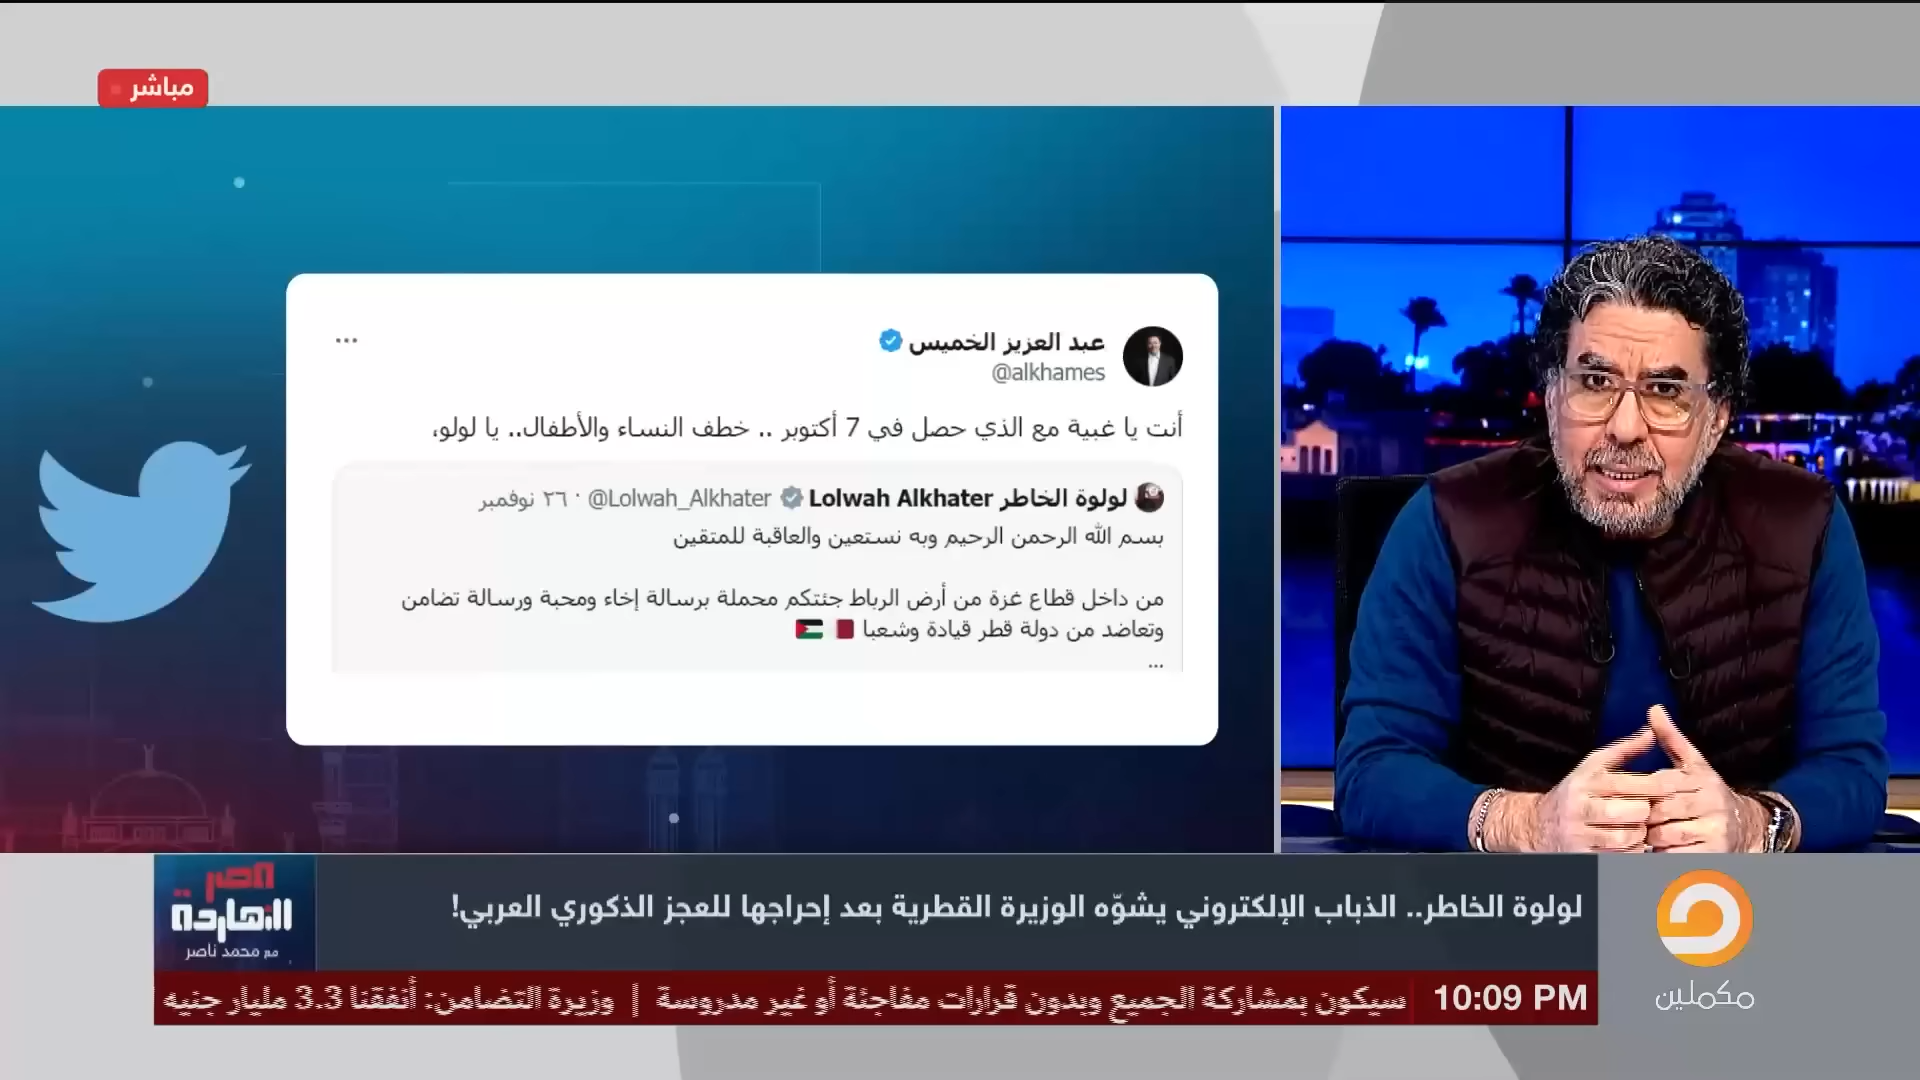 مباشر
عبد العزيز الخميس
@alkhames
أنت يا غبية مع الذي حصل في 7 أكتوبر .. خطف النساء والأطفال.. يا لولو،
لولوة الخاطر Lolwah Alkhater @Lolwah_Alkhater · ٢٦ نوفمبر
بسم الله الرحمن الرحيم وبه نستعين والعاقبة للمتقين
من داخل قطاع غزة من أرض الرباط جئتكم محملة برسالة إخاء ومحبة ورسالة تضامن
وتعاضد من دولة قطر قيادة وشعبا
...
لولوة الخاطر.. الذباب الإلكتروني يشوّه الوزيرة القطرية بعد إحراجها للعجز الذكوري العربي!
مصر
النهاردة
مع محمد ناصر
10:09 PM
سيكون بمشاركة الجميع وبدون قرارات مفاجئة أو غير مدروسة | وزيرة التضامن: أنفقنا 3.3 مليار جنيه
مكملين